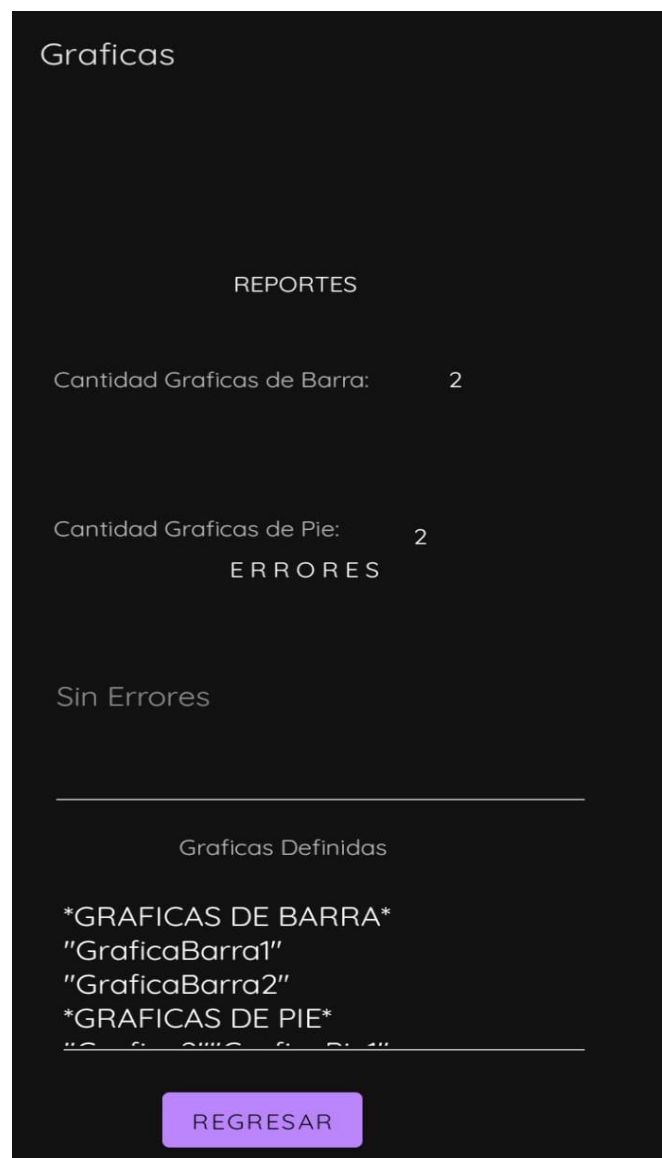 Graficas
REPORTES
Cantidad Graficas de Barra: 2
Cantidad Graficas de Pie: 2
ERRORES
Sin Errores
Graficas Definidas
*GRAFICAS DE BARRA*
"GraficaBarra1"
"GraficaBarra2"
*GRAFICAS DE PIE*
REGRESAR